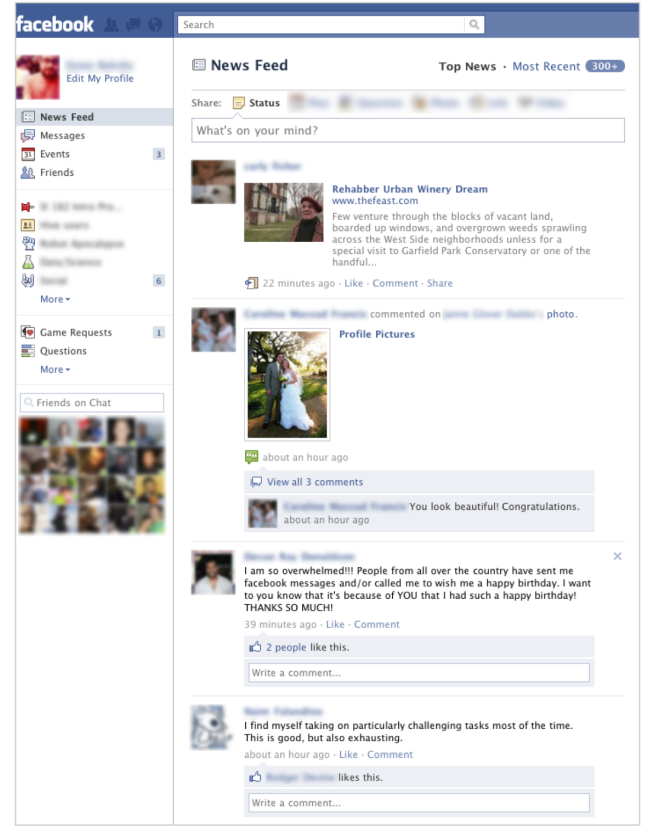 facebook
Search
Edit My Profile
News Feed
Messages
Events 3
Friends
6
More
Game Requests 1
Questions
More
Friends on Chat
News Feed
Top News · Most Recent 300+
Share: Status
What's on your mind?
Rehabber Urban Winery Dream
www.thefeast.com
Few venture through the blocks of vacant land,
boarded up windows, and overgrown weeds sprawling
across the West Side neighborhoods unless for a
special visit to Garfield Park Conservatory or one of the
handful...
22 minutes ago · Like · Comment · Share
commented on photo.
Profile Pictures
about an hour ago
View all 3 comments
You look beautiful! Congratulations.
about an hour ago
I am so overwhelmed!!! People from all over the country have sent me
facebook messages and/or called me to wish me a happy birthday. I want
to you know that it's because of YOU that I had such a happy birthday!
THANKS SO MUCH!
39 minutes ago · Like · Comment
2 people like this.
Write a comment...
I find myself taking on particularly challenging tasks most of the time.
This is good, but also exhausting.
about an hour ago · Like · Comment
likes this.
Write a comment...